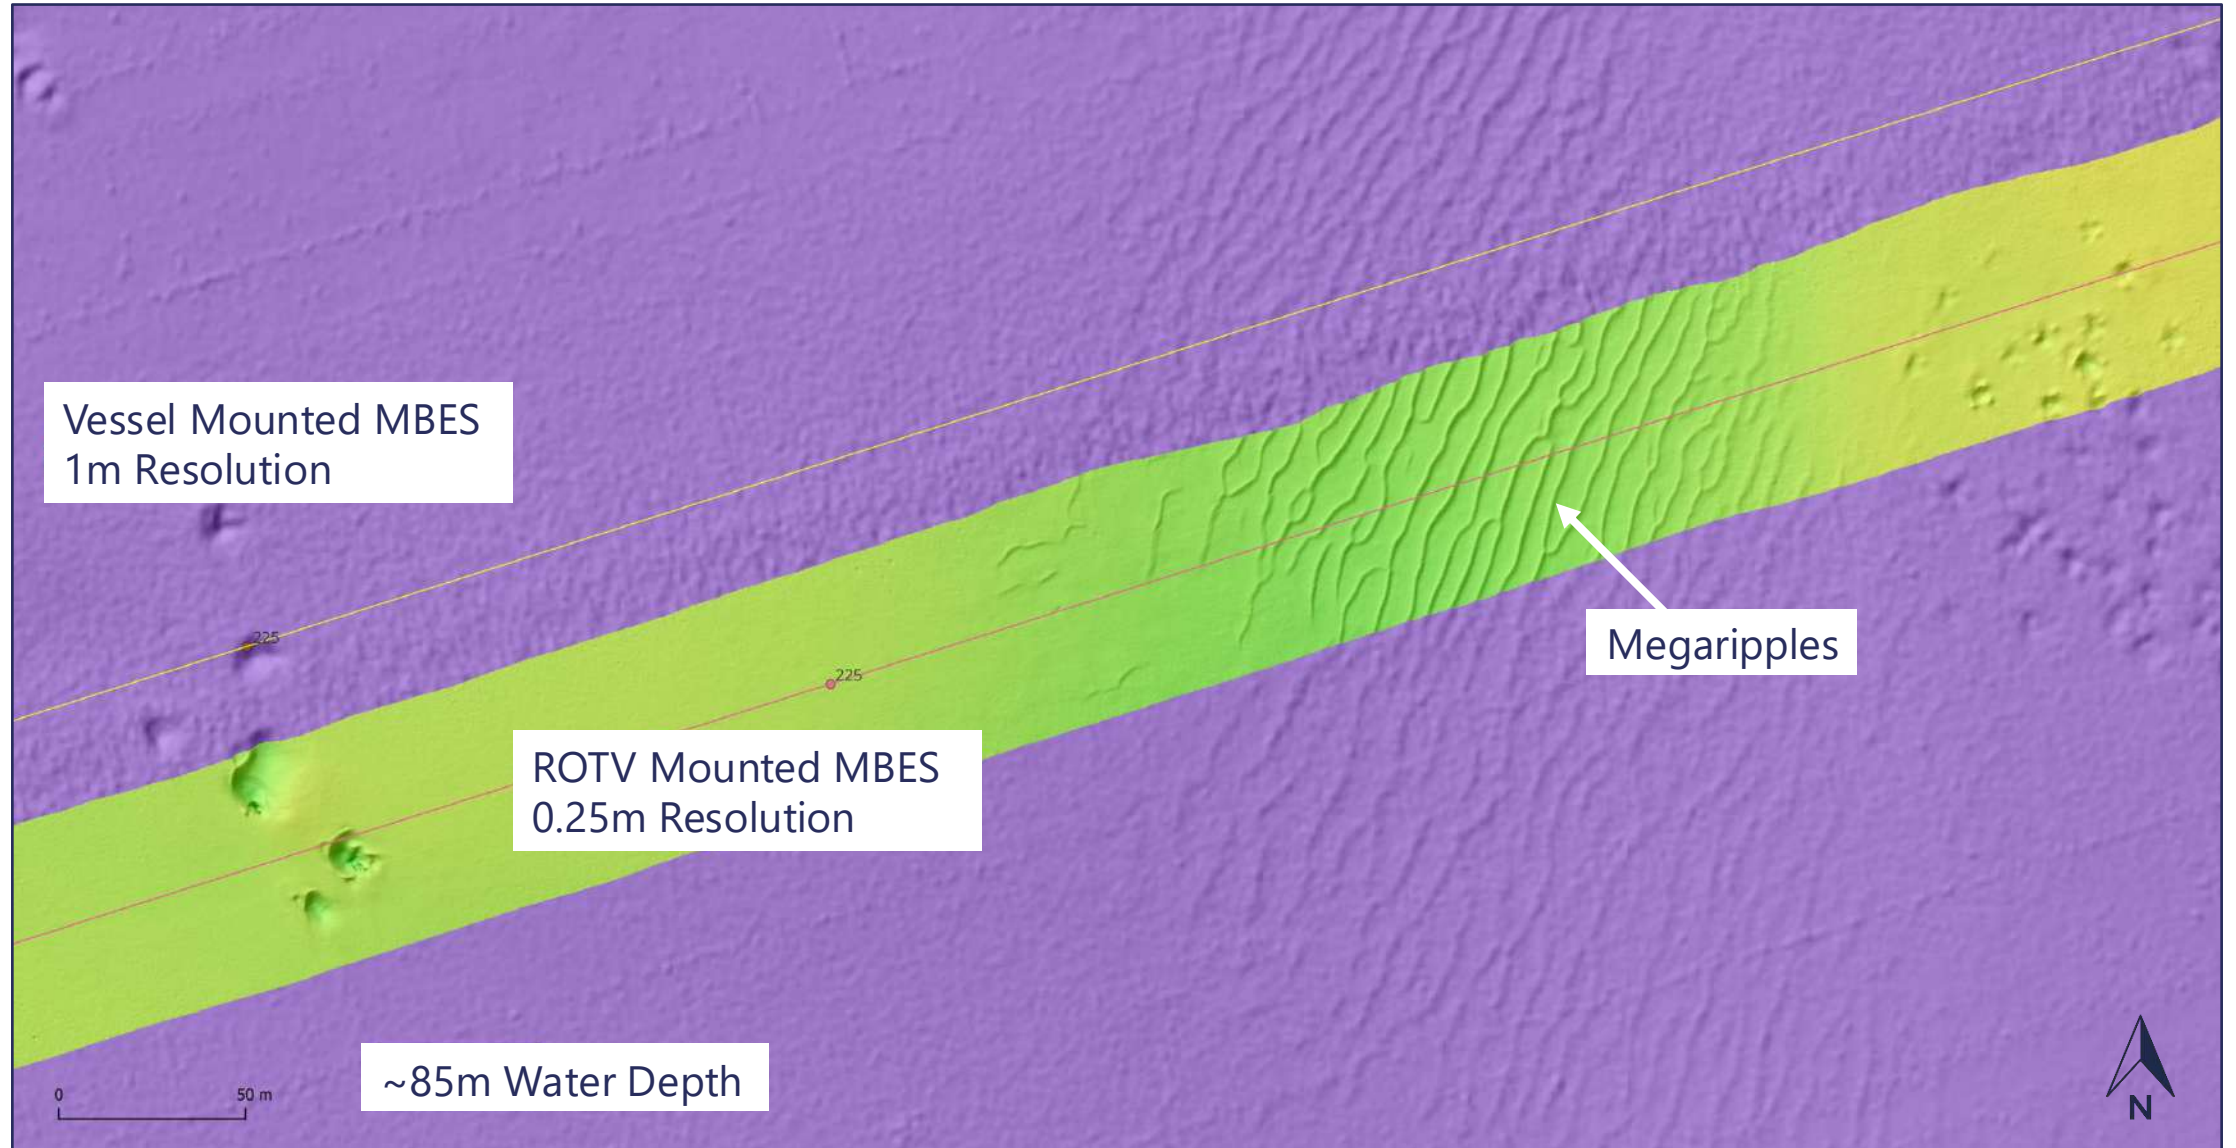 Vessel Mounted MBES
1m Resolution
225
225
Megaripples
ROTV Mounted MBES
0.25m Resolution
~85m Water Depth
0 50 m
N